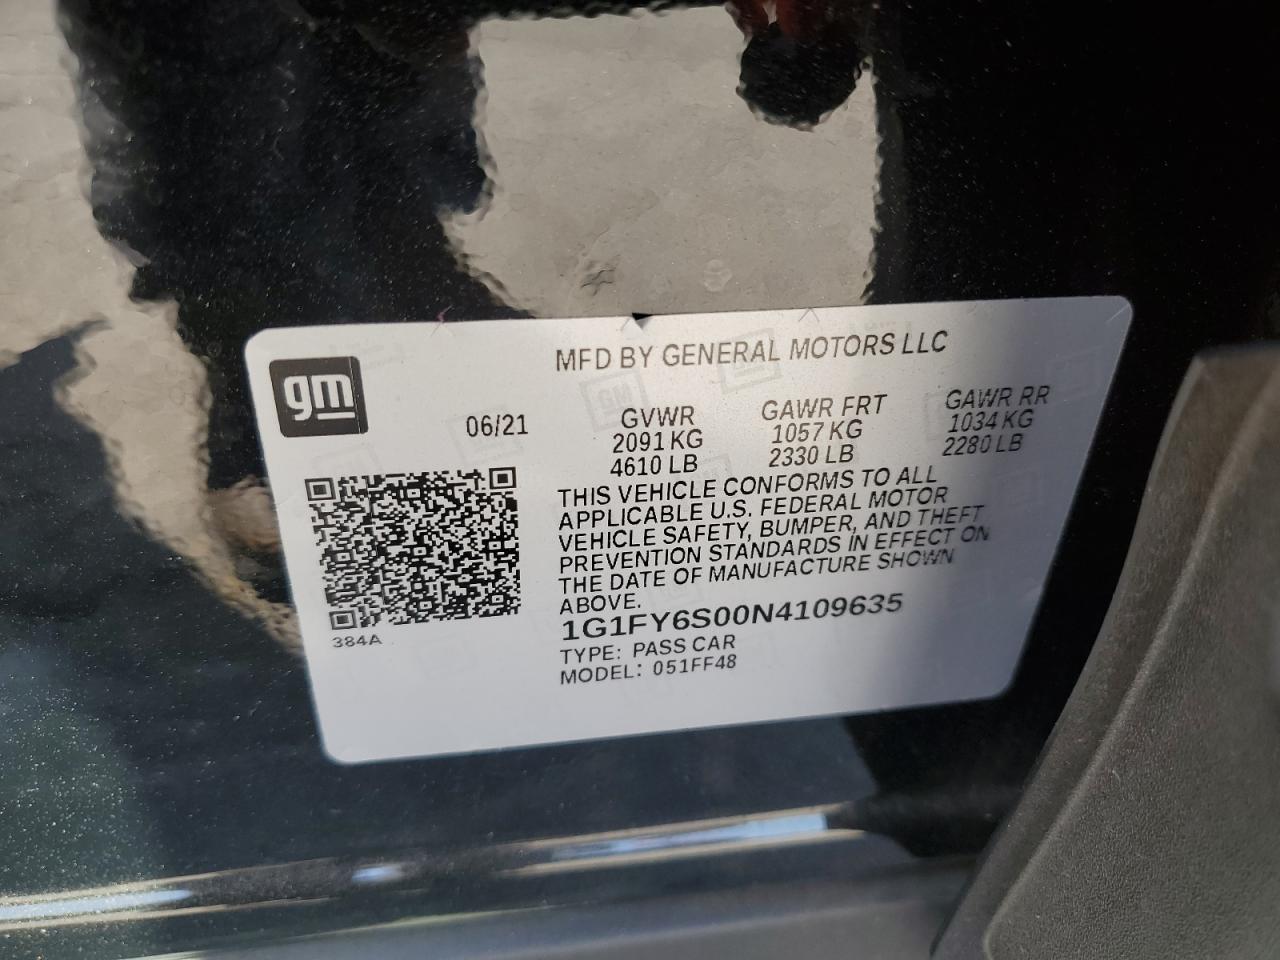 MFD BY GENERAL MOTORS LLC
gm
06/21
GVWR
2091 KG
4610 LB
GAWR FRT
1057 KG
2330 LB
GAWR RR
1034 KG
2280 LB
THIS VEHICLE CONFORMS TO ALL
APPLICABLE U.S. FEDERAL MOTOR
VEHICLE SAFETY, BUMPER, AND THEFT
PREVENTION STANDARDS IN EFFECT ON
THE DATE OF MANUFACTURE SHOWN
ABOVE.
1G1FY6S00N4109635
TYPE: PASS CAR
MODEL: 051FF48
384A